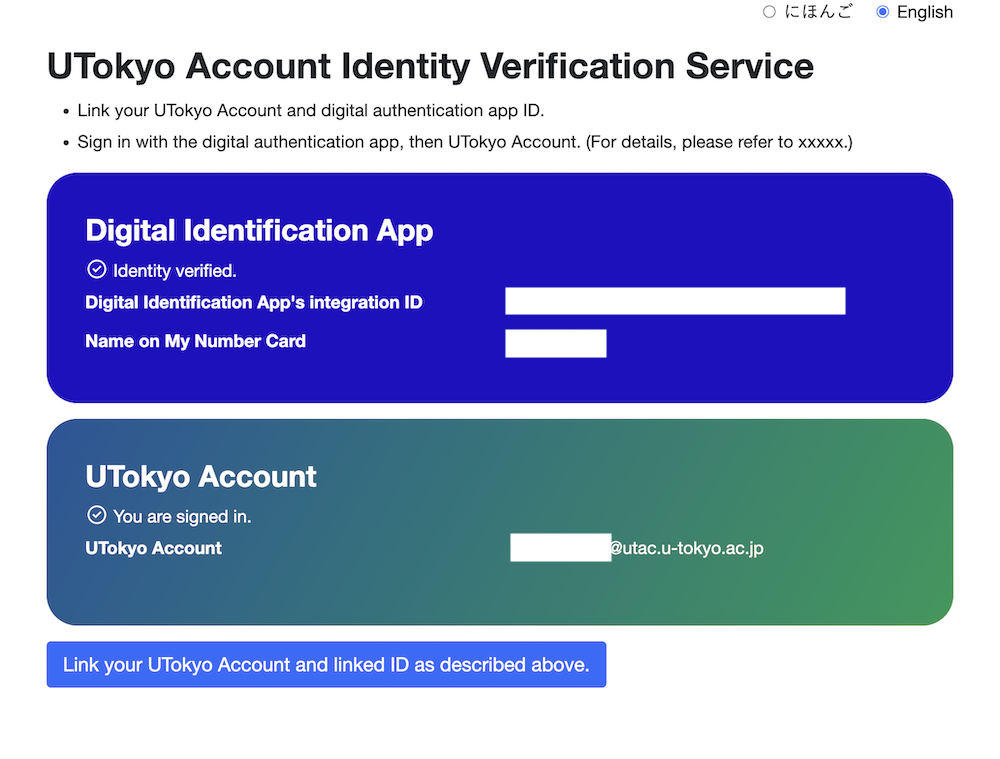 にほんご English
UTokyo Account Identity Verification Service
• Link your UTokyo Account and digital authentication app ID.
• Sign in with the digital authentication app, then UTokyo Account. (For details, please refer to xxxxx.)
Digital Identification App
Identity verified.
Digital Identification App's integration ID
Name on My Number Card
UTokyo Account
You are signed in.
UTokyo Account @utac.u-tokyo.ac.jp
Link your UTokyo Account and linked ID as described above.